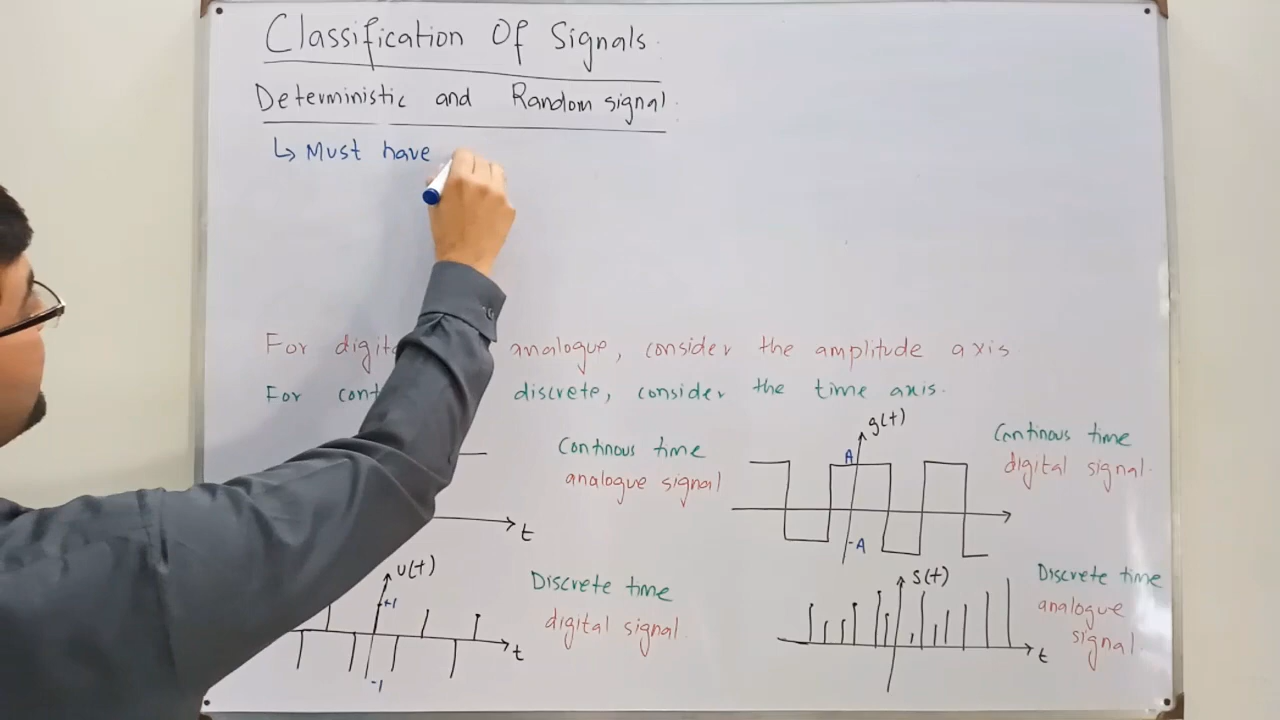 Classification Of Signals.
Deterministic and Random signal.
↳ Must have
For analogue, consider the amplitude axis.
For discrete, consider the time axis.
Continous time
analogue signal
t
g(t)
A
-A
Continous time
digital signal.
u(t)
+1
-1
t
Discrete time
digital signal.
s(t)
t
Discrete time
analogue
signal.